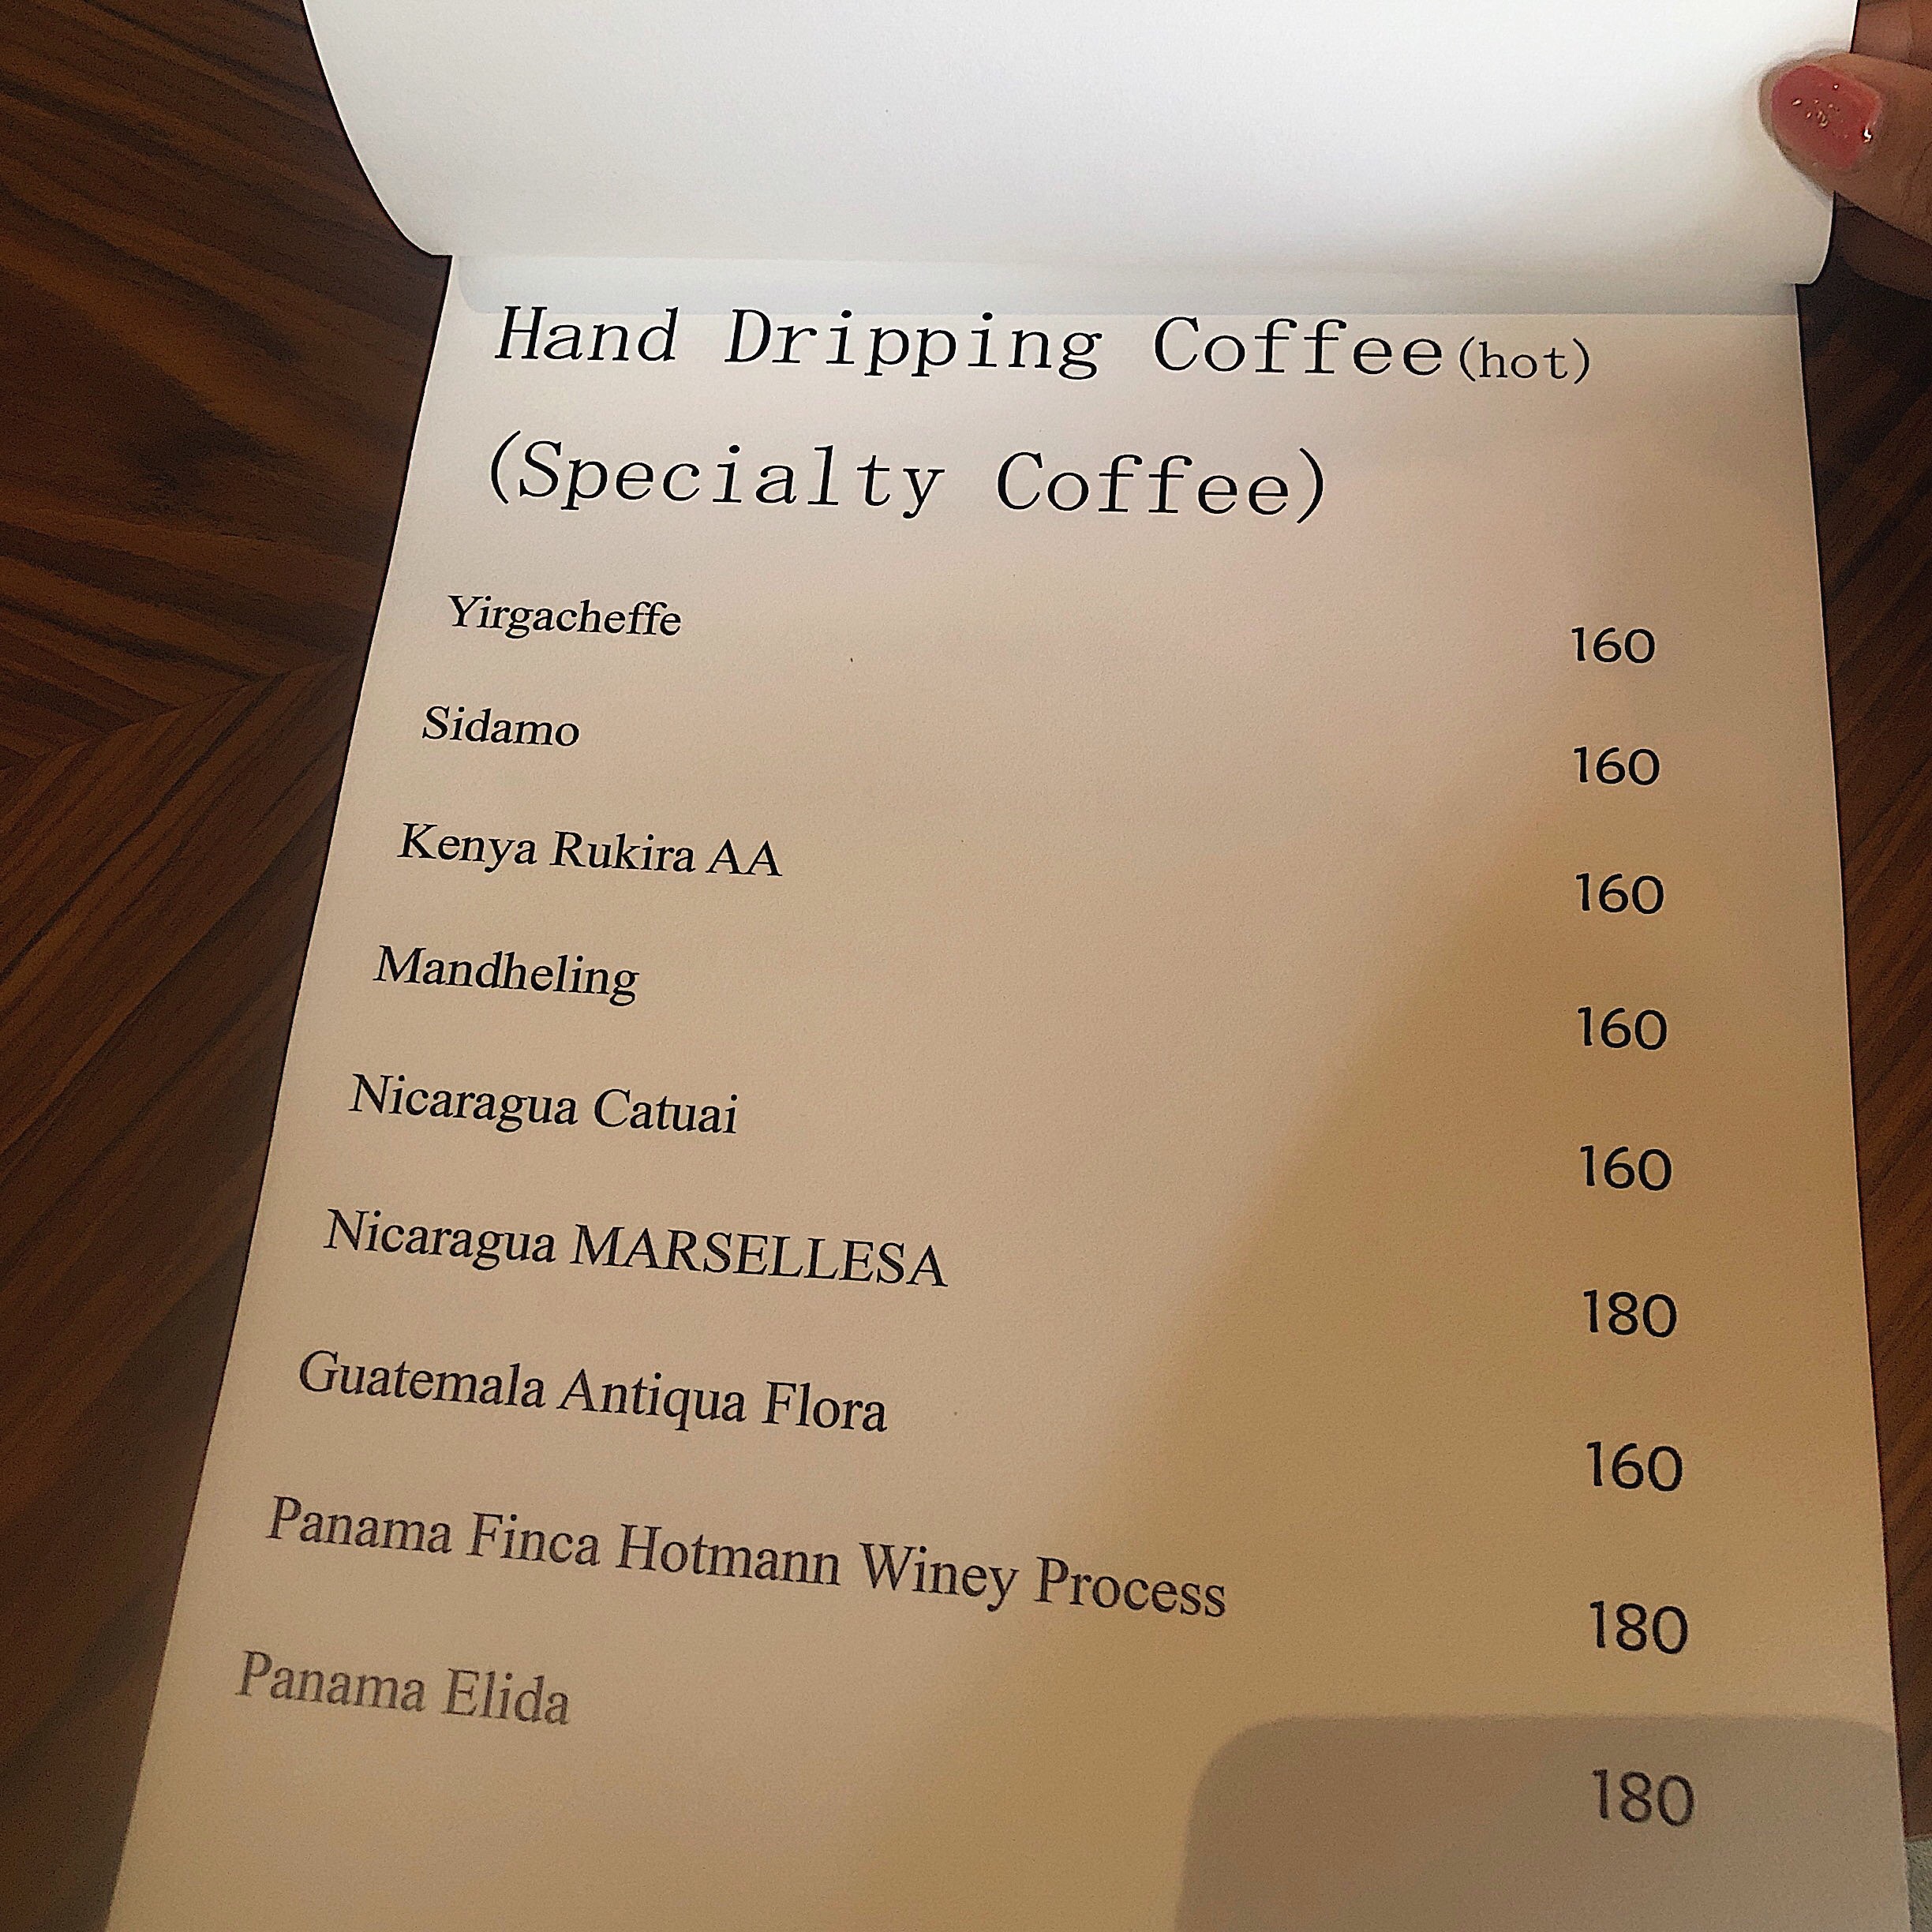 Hand Dripping Coffee(hot)
(Specialty Coffee)
Yirgacheffe 160
Sidamo 160
Kenya Rukira AA 160
Mandheling 160
Nicaragua Catuai 160
Nicaragua MARSELLESA 180
Guatemala Antiqua Flora 160
Panama Finca Hotmann Winey Process 180
Panama Elida 180